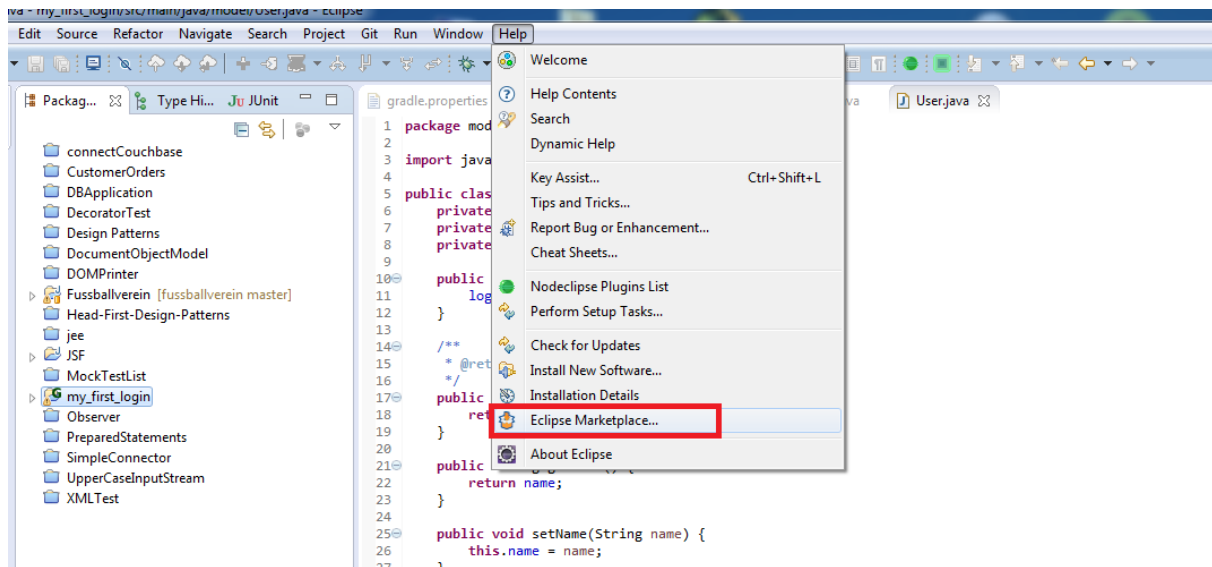 ava - my_first_login/src/main/java/model/User.java - Eclipse
Edit Source Refactor Navigate Search Project Git Run Window Help
Packag... Type Hi... Ju JUnit
gradle.properties
va
User.java
connectCouchbase
CustomerOrders
DBApplication
DecoratorTest
Design Patterns
DocumentObjectModel
DOMPrinter
Fussballverein [fussballverein master]
Head-First-Design-Patterns
jee
JSF
MockTestList
my_first_login
Observer
PreparedStatements
SimpleConnector
UpperCaseInputStream
XMLTest
1 package mod
2
3 import java
4
5 public clas
6 private
7 private
8 private
9
10 public
11 log
12 }
13
14 /**
15 * @ret
16 */
17 public
18 ret
19 }
20
21 public
22 return name;
23 }
24
25 public void setName(String name) {
26 this.name = name;
27 }
Welcome
Help Contents
Search
Dynamic Help
Key Assist... Ctrl+Shift+L
Tips and Tricks...
Report Bug or Enhancement...
Cheat Sheets...
Nodeclipse Plugins List
Perform Setup Tasks...
Check for Updates
Install New Software...
Installation Details
Eclipse Marketplace...
About Eclipse